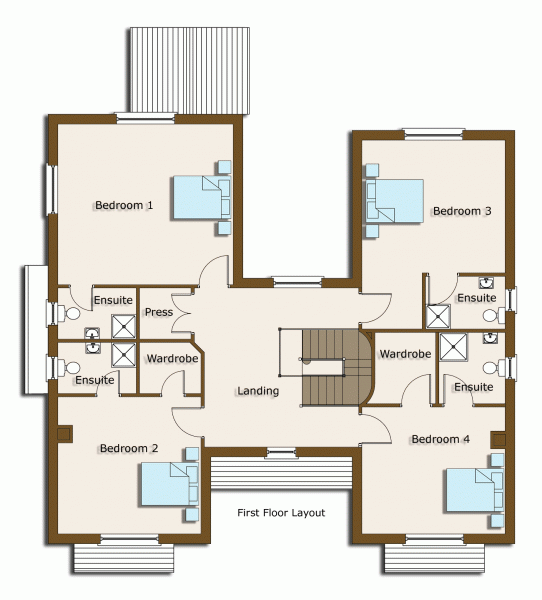 Bedroom 1
Bedroom 3
Ensuite
Press
Ensuite
Wardrobe
Wardrobe
Ensuite
Landing
Ensuite
Bedroom 2
Bedroom 4
First Floor Layout